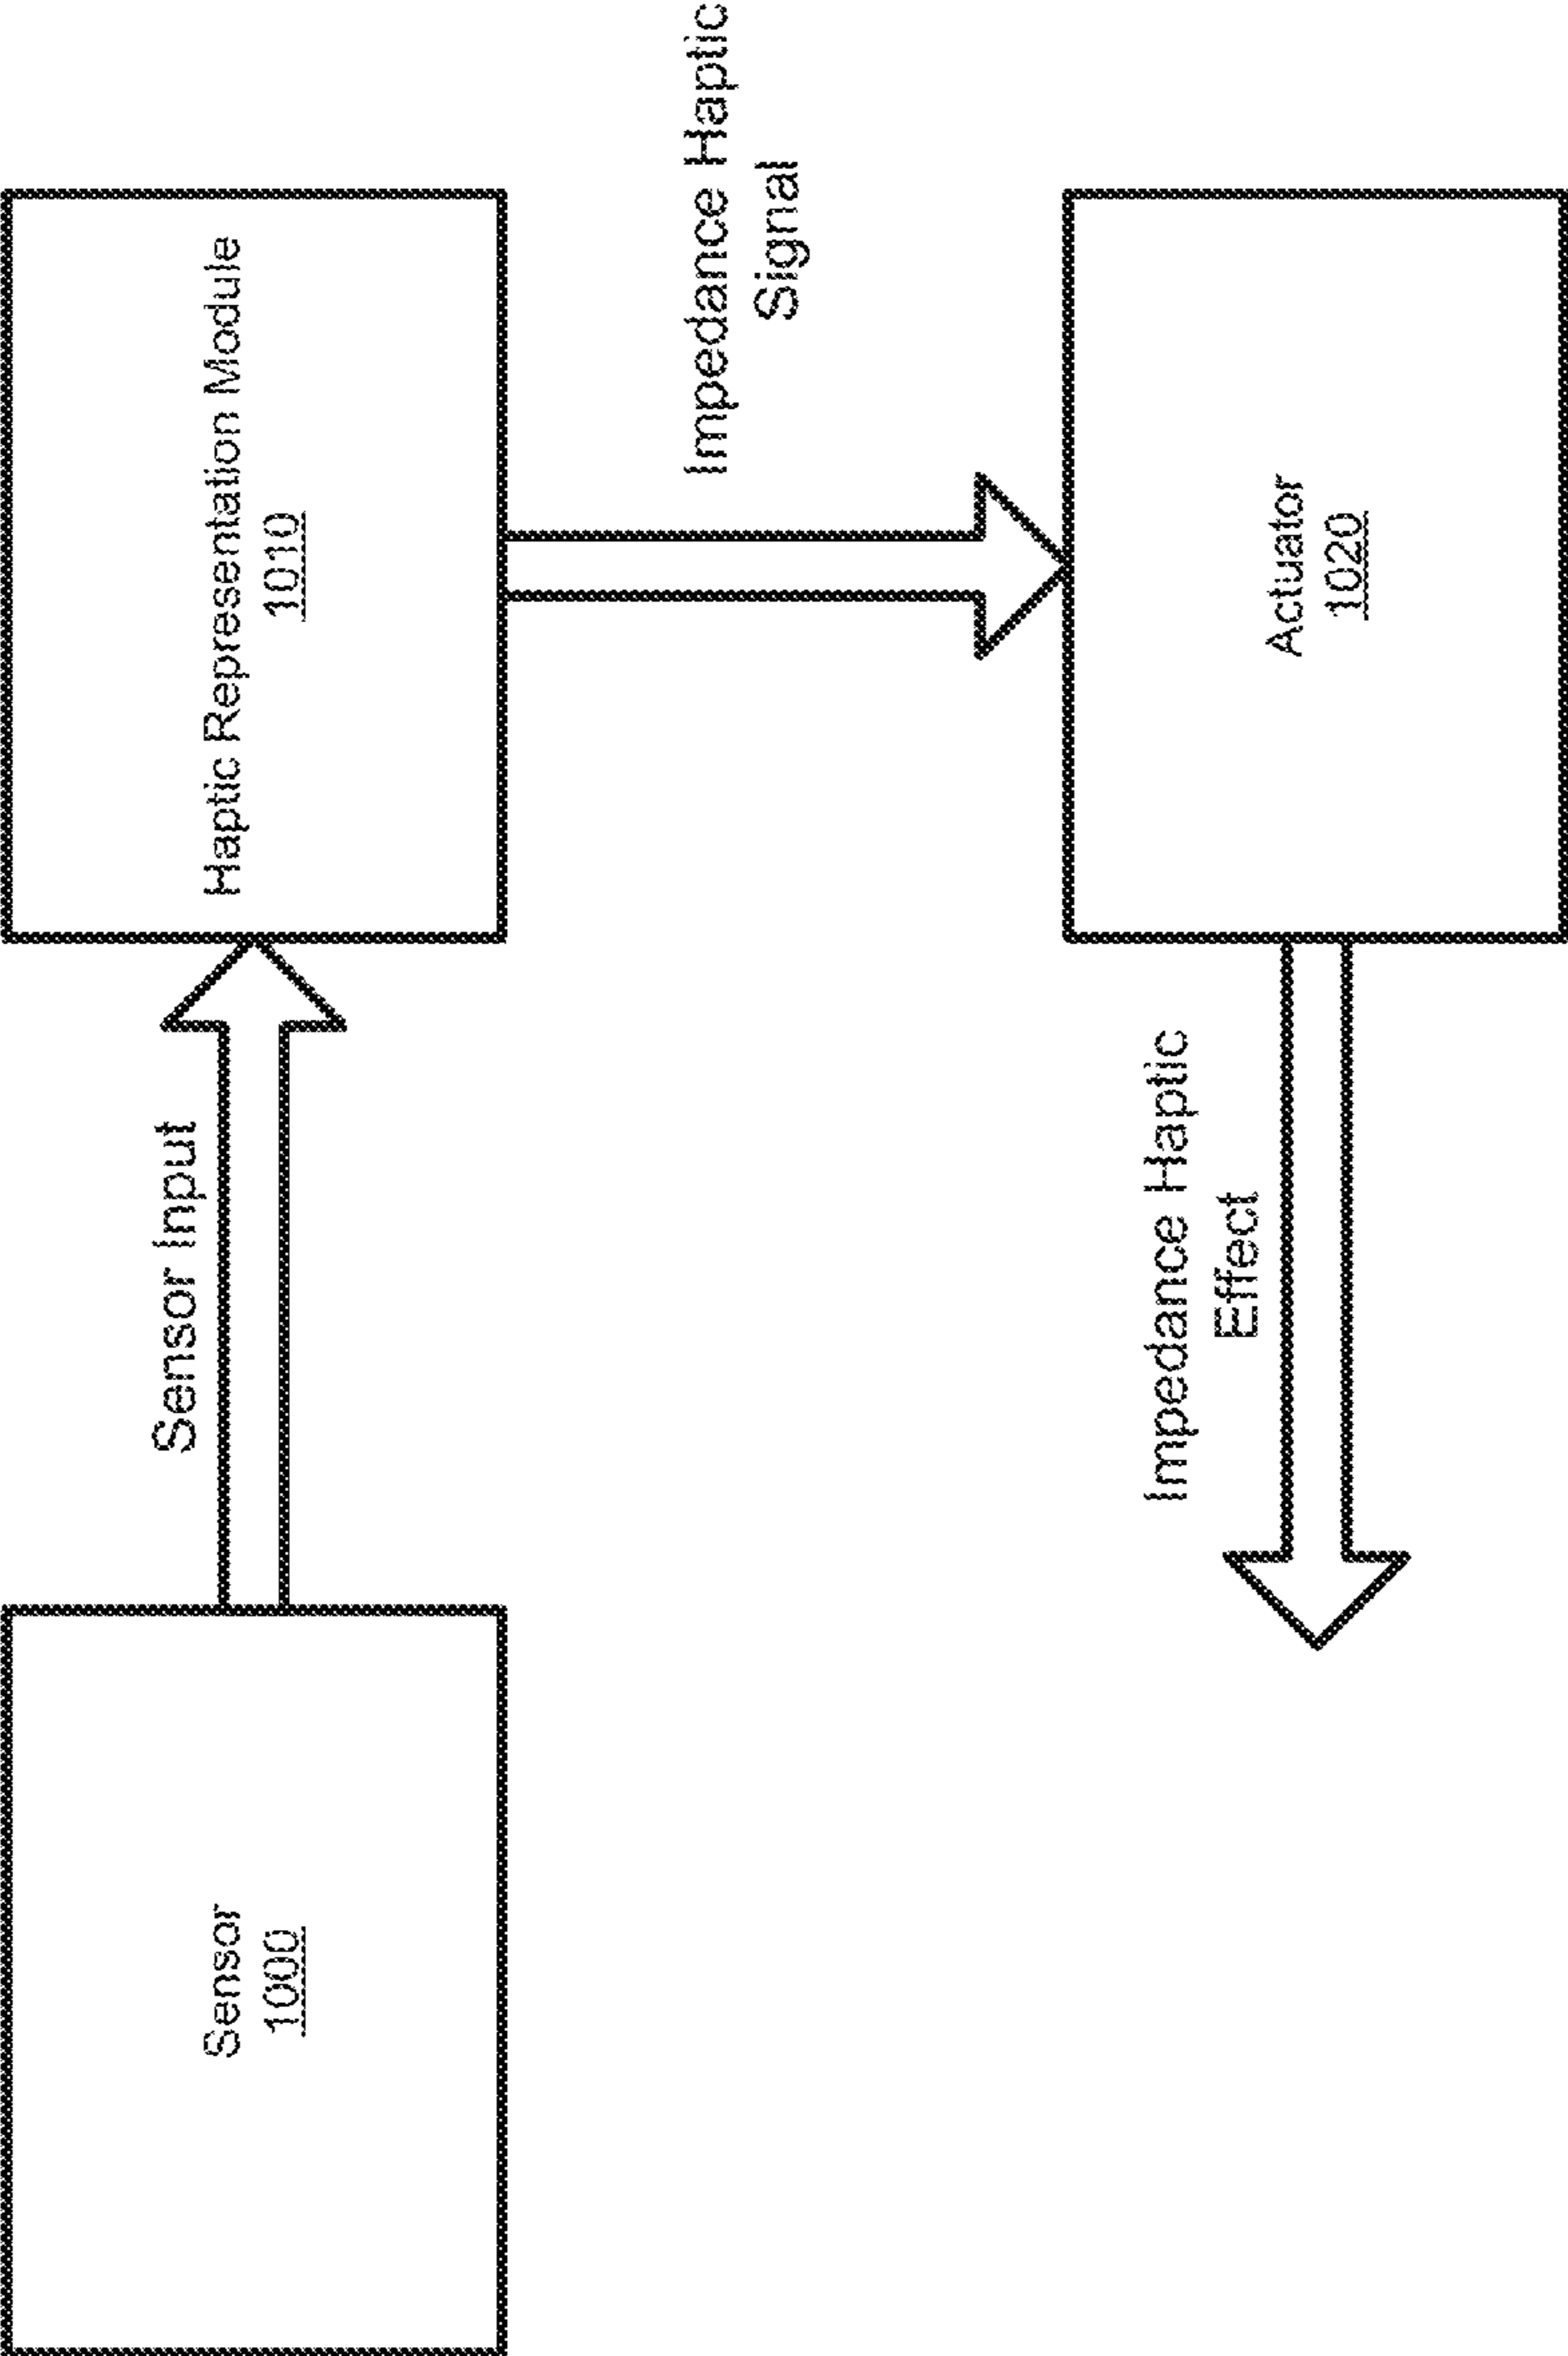 Sensor
1000
Sensor Input
Haptic Representation Module
1010
Impedance Haptic
Signal
Actuator
1020
Impedance Haptic
Effect